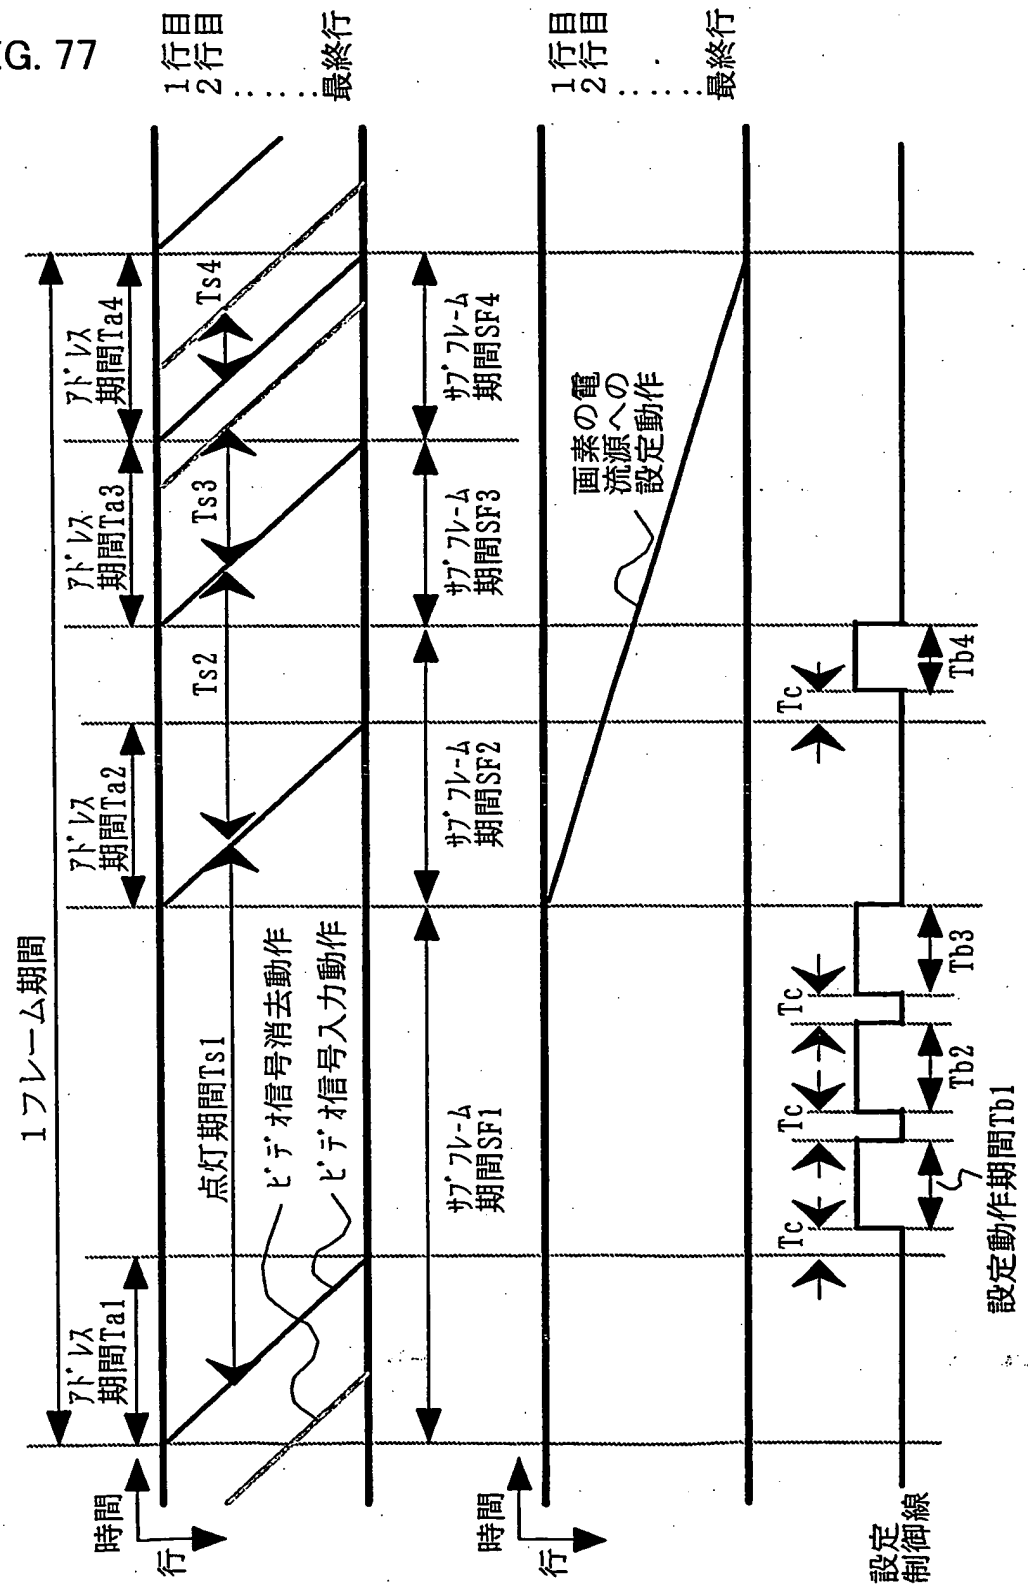 G. 77
1フレーム期間
アドレス
期間Ta1
アドレス
期間Ta2
アドレス
期間Ta3
アドレス
期間Ta4
時間
行
1行目
2行目
......
最終行
点灯期間Ts1
Ts2
Ts3
Ts4
ビデオ信号消去動作
ビデオ信号入力動作
サブフレーム
期間SF1
サブフレーム
期間SF2
サブフレーム
期間SF3
サブフレーム
期間SF4
時間
行
1行目
2行目
......
最終行
画素の電
流源への
設定動作
設定
制御線
Tc
Tc
Tc
Tc
設定動作期間Tb1
Tb2
Tb3
Tb4